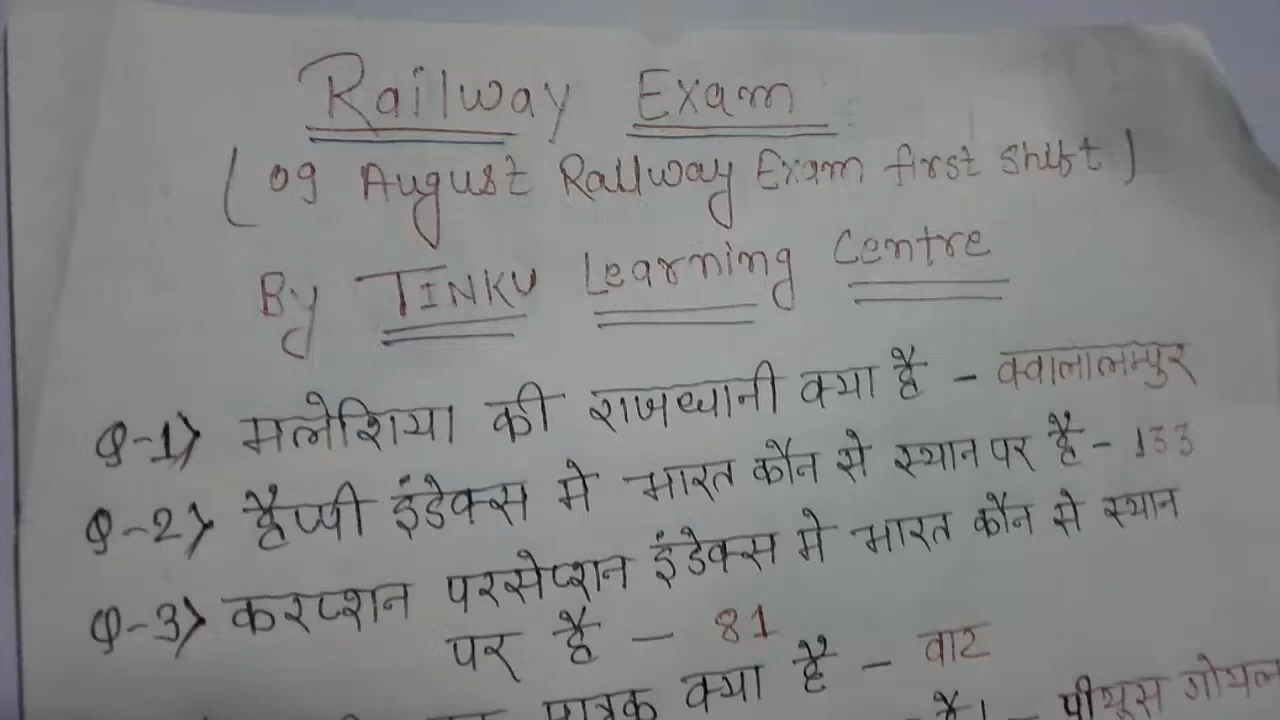 Railway Exam
(09 August Railway Exam first shift)
By TINKU Learning Centre
Q-1) मलेशिया की राजधानी क्या है - क्वालालम्पुर
Q-2) हैप्पी इंडेक्स मे भारत कौन से स्थान पर है - 133
Q-3) करप्शन परसेप्शन इंडेक्स मे भारत कौन से स्थान
पर है - 81
मात्रक क्या है - वाट
है। - पीयूस गोयल